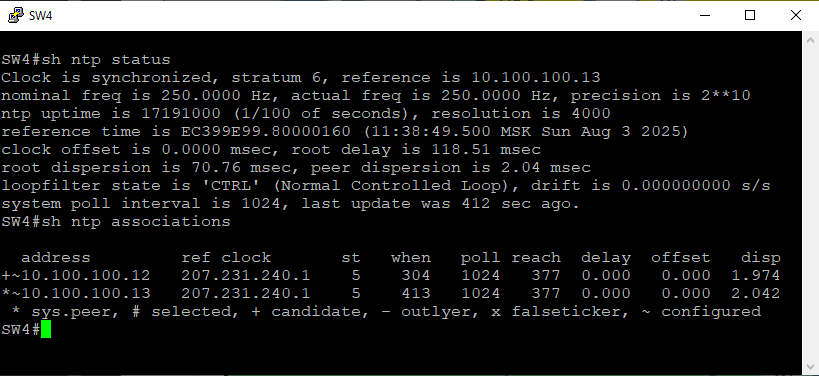 SW4
SW4#sh ntp status
Clock is synchronized, stratum 6, reference is 10.100.100.13
nominal freq is 250.0000 Hz, actual freq is 250.0000 Hz, precision is 2**10
ntp uptime is 17191000 (1/100 of seconds), resolution is 4000
reference time is EC399E99.80000160 (11:38:49.500 MSK Sun Aug 3 2025)
clock offset is 0.0000 msec, root delay is 118.51 msec
root dispersion is 70.76 msec, peer dispersion is 2.04 msec
loopfilter state is 'CTRL' (Normal Controlled Loop), drift is 0.000000000 s/s
system poll interval is 1024, last update was 412 sec ago.
SW4#sh ntp associations
address ref clock st when poll reach delay offset disp
+~10.100.100.12 207.231.240.1 5 304 1024 377 0.000 0.000 1.974
*~10.100.100.13 207.231.240.1 5 413 1024 377 0.000 0.000 2.042
* sys.peer, # selected, + candidate, - outlyer, x falseticker, ~ configured
SW4#